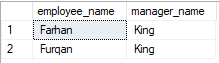 employee_name manager_name
1 Farhan King
2 Furqan King